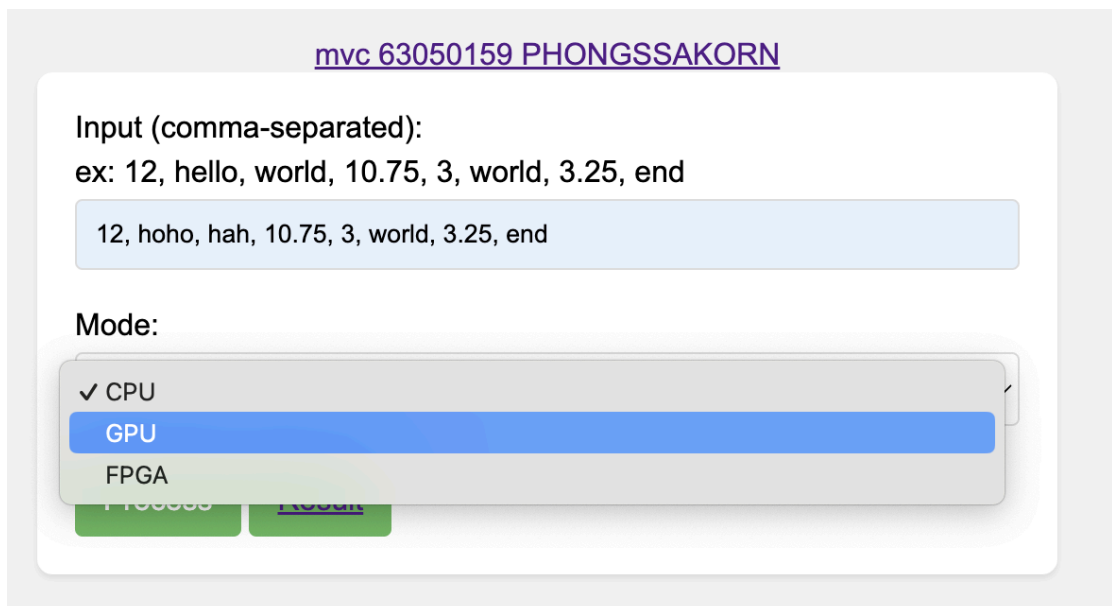 mvc 63050159 PHONGSSAKORN
Input (comma-separated):
ex: 12, hello, world, 10.75, 3, world, 3.25, end
12, hoho, hah, 10.75, 3, world, 3.25, end
Mode:
✓ CPU
GPU
FPGA
Process Result